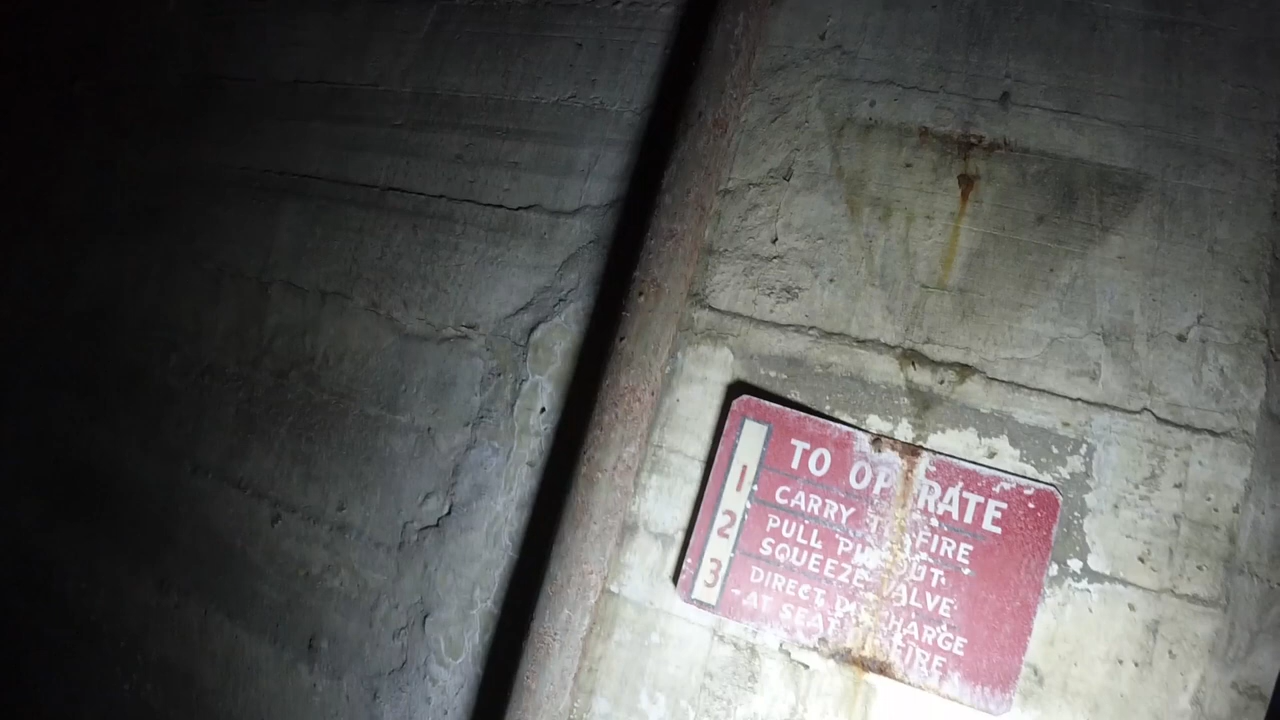 TO OPERATE
1 CARRY TO FIRE
2 PULL PIN OUT
SQUEEZE VALVE
3 DIRECT DISCHARGE
AT SEAT OF FIRE